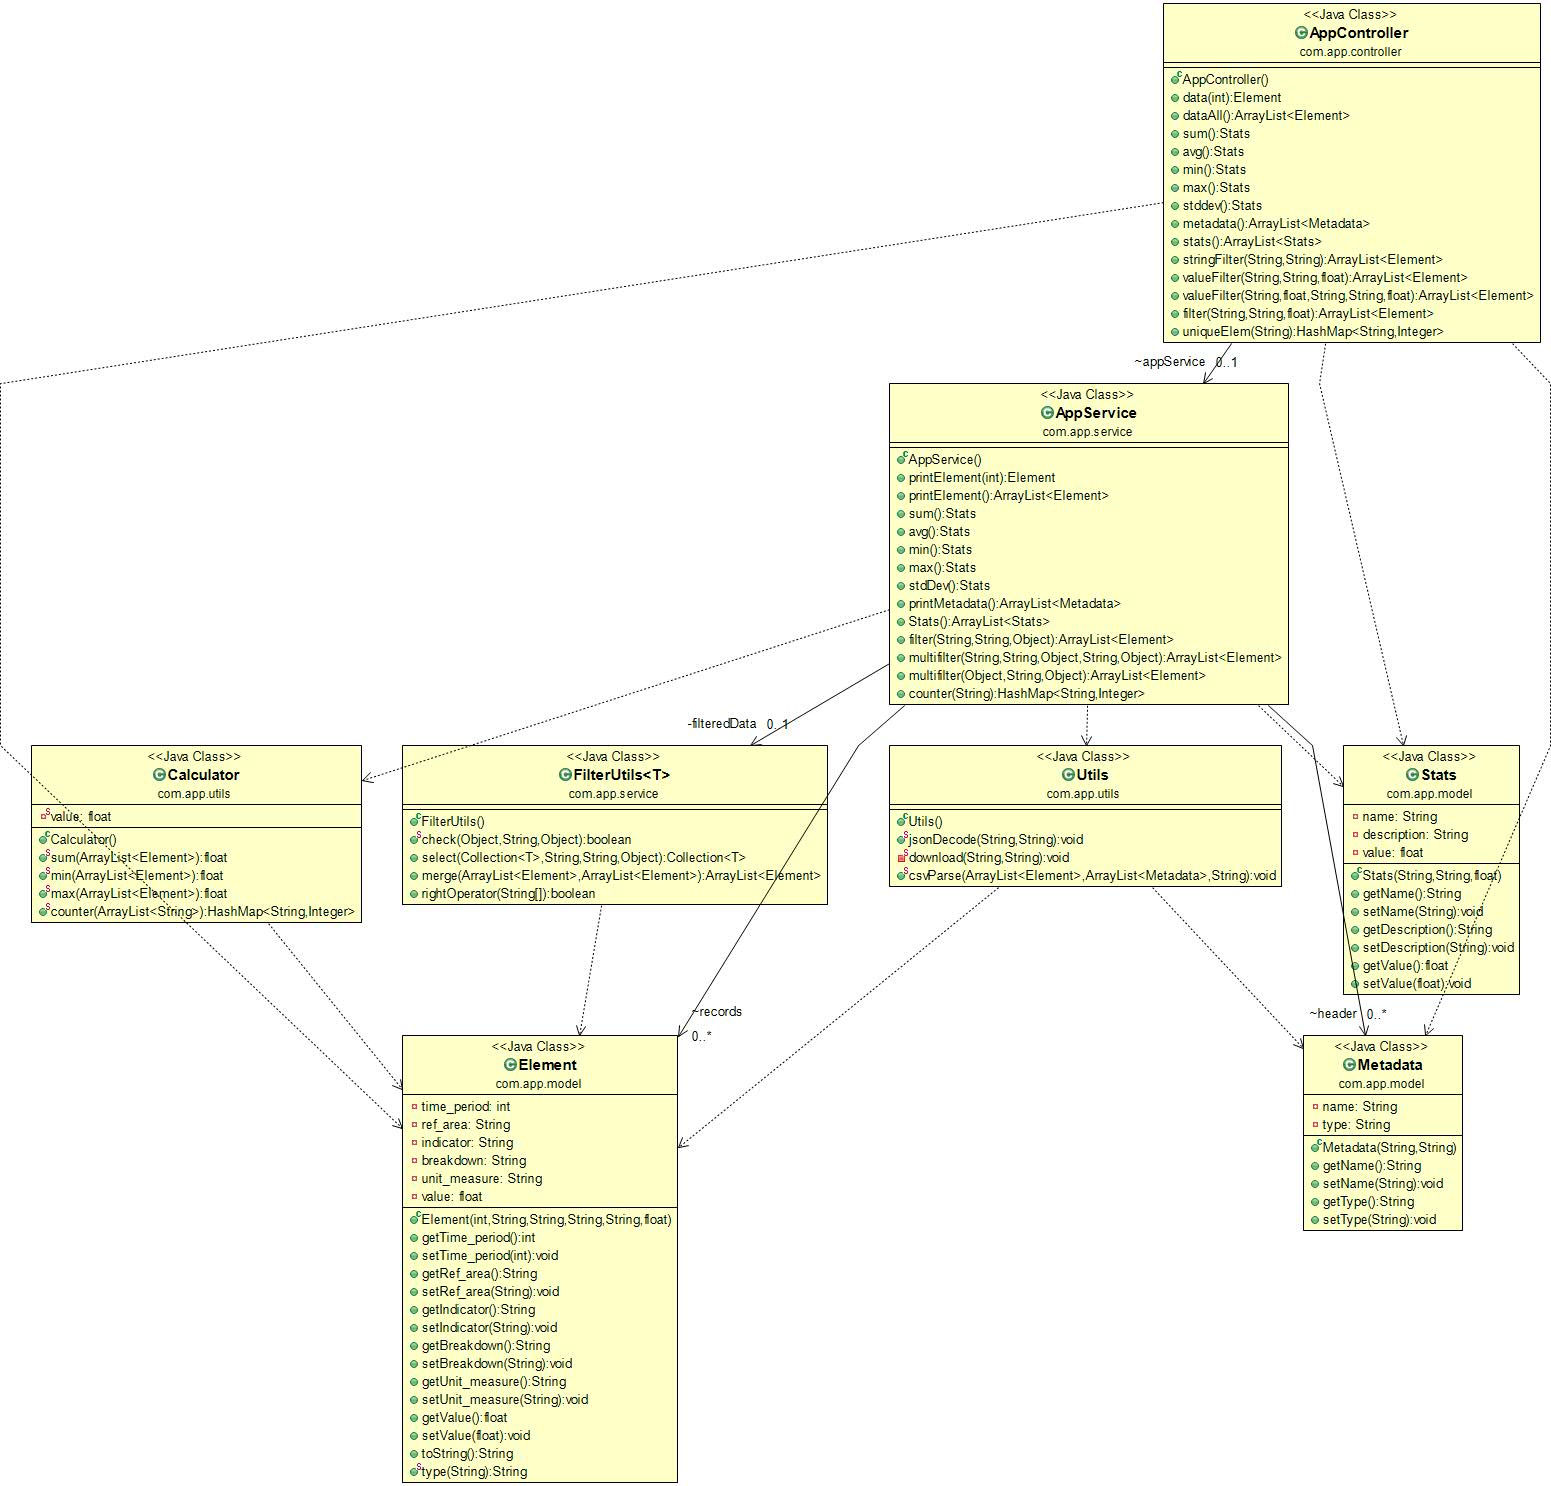 <<Java Class>>
AppController
com.app.controller
AppController()
data(int):Element
dataAll():ArrayList<Element>
sum():Stats
avg():Stats
min():Stats
max():Stats
stddev():Stats
metadata():ArrayList<Metadata>
stats():ArrayList<Stats>
stringFilter(String,String):ArrayList<Element>
valueFilter(String,String,float):ArrayList<Element>
valueFilter(String,float,String,String,float):ArrayList<Element>
filter(String,String,float):ArrayList<Element>
uniqueElem(String):HashMap<String,Integer>
~appService 0..1
<<Java Class>>
AppService
com.app.service
AppService()
printElement(int):Element
printElement():ArrayList<Element>
sum():Stats
avg():Stats
min():Stats
max():Stats
stdDev():Stats
printMetadata():ArrayList<Metadata>
Stats():ArrayList<Stats>
filter(String,String,Object):ArrayList<Element>
multifilter(String,String,Object,String,Object):ArrayList<Element>
multifilter(Object,String,Object):ArrayList<Element>
counter(String):HashMap<String,Integer>
-filteredData 0..1
<<Java Class>>
Calculator
com.app.utils
value: float
Calculator()
sum(ArrayList<Element>):float
min(ArrayList<Element>):float
max(ArrayList<Element>):float
counter(ArrayList<String>):HashMap<String,Integer>
<<Java Class>>
FilterUtils<T>
com.app.service
FilterUtils()
check(Object,String,Object):boolean
select(Collection<T>,String,String,Object):Collection<T>
merge(ArrayList<Element>,ArrayList<Element>):ArrayList<Element>
rightOperator(String[]):boolean
<<Java Class>>
Utils
com.app.utils
Utils()
jsonDecode(String,String):void
download(String,String):void
csvParse(ArrayList<Element>,ArrayList<Metadata>,String):void
<<Java Class>>
Stats
com.app.model
name: String
description: String
value: float
Stats(String,String,float)
getName():String
setName(String):void
getDescription():String
setDescription(String):void
getValue():float
setValue(float):void
~records
0..*
~header 0..*
<<Java Class>>
Element
com.app.model
time_period: int
ref_area: String
indicator: String
breakdown: String
unit_measure: String
value: float
Element(int,String,String,String,String,float)
getTime_period():int
setTime_period(int):void
getRef_area():String
setRef_area(String):void
getIndicator():String
setIndicator(String):void
getBreakdown():String
setBreakdown(String):void
getUnit_measure():String
setUnit_measure(String):void
getValue():float
setValue(float):void
toString():String
type(String):String
<<Java Class>>
Metadata
com.app.model
name: String
type: String
Metadata(String,String)
getName():String
setName(String):void
getType():String
setType(String):void